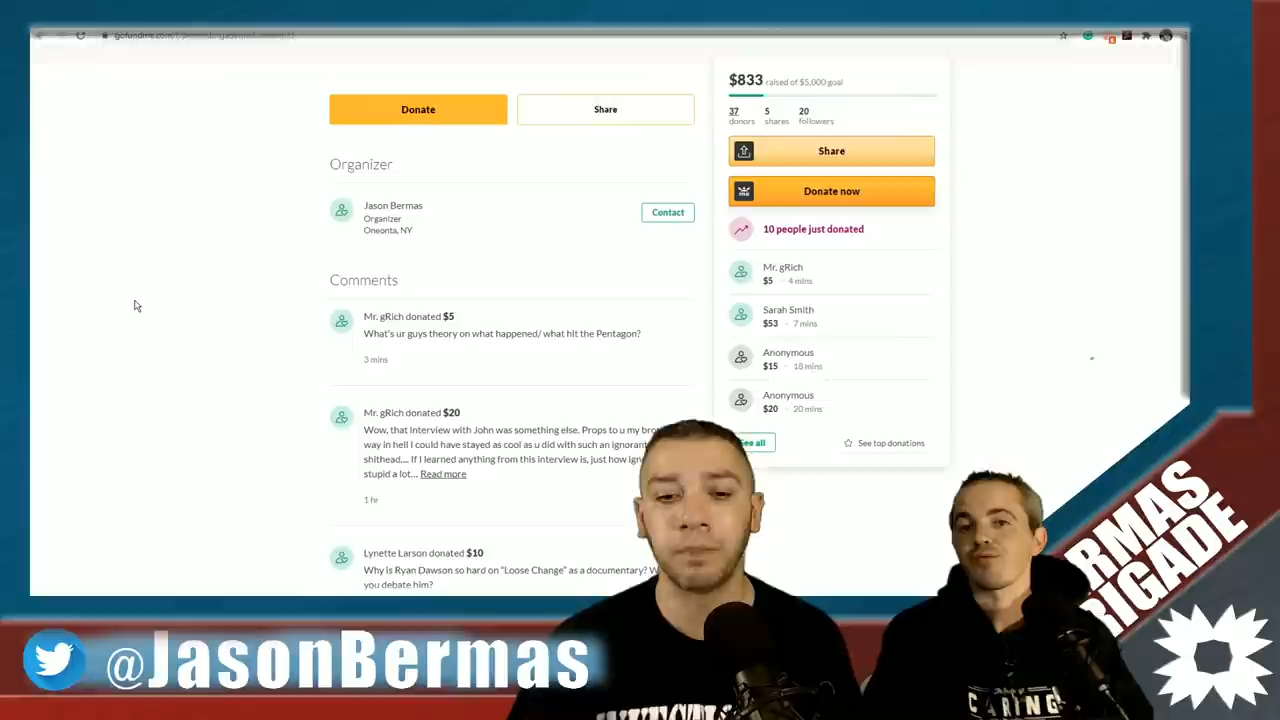 $833 raised of $5,000 goal
Donate
Share
37 donors
5 shares
20 followers
Share
Organizer
Donate now
Jason Bermas
Organizer
Oneonta, NY
Contact
10 people just donated
Comments
Mr. gRich
$5 · 4 mins
Mr. gRich donated $5
What's ur guys theory on what happened/ what hit the Pentagon?
3 mins
Sarah Smith
$53 · 7 mins
Anonymous
$15 · 18 mins
Anonymous
$20 · 20 mins
See all
See top donations
Mr. gRich donated $20
Wow, that Interview with John was something else. Props to u my
way in hell I could have stayed as cool as u did with such an ignorant
shithead.... If I learned anything from this interview is, just how
stupid a lot... Read more
1 hr
Lynette Larson donated $10
Why is Ryan Dawson so hard on "Loose Change" as a documentary?
you debate him?
@JasonBermas
RMAS
RIGADE
CARING